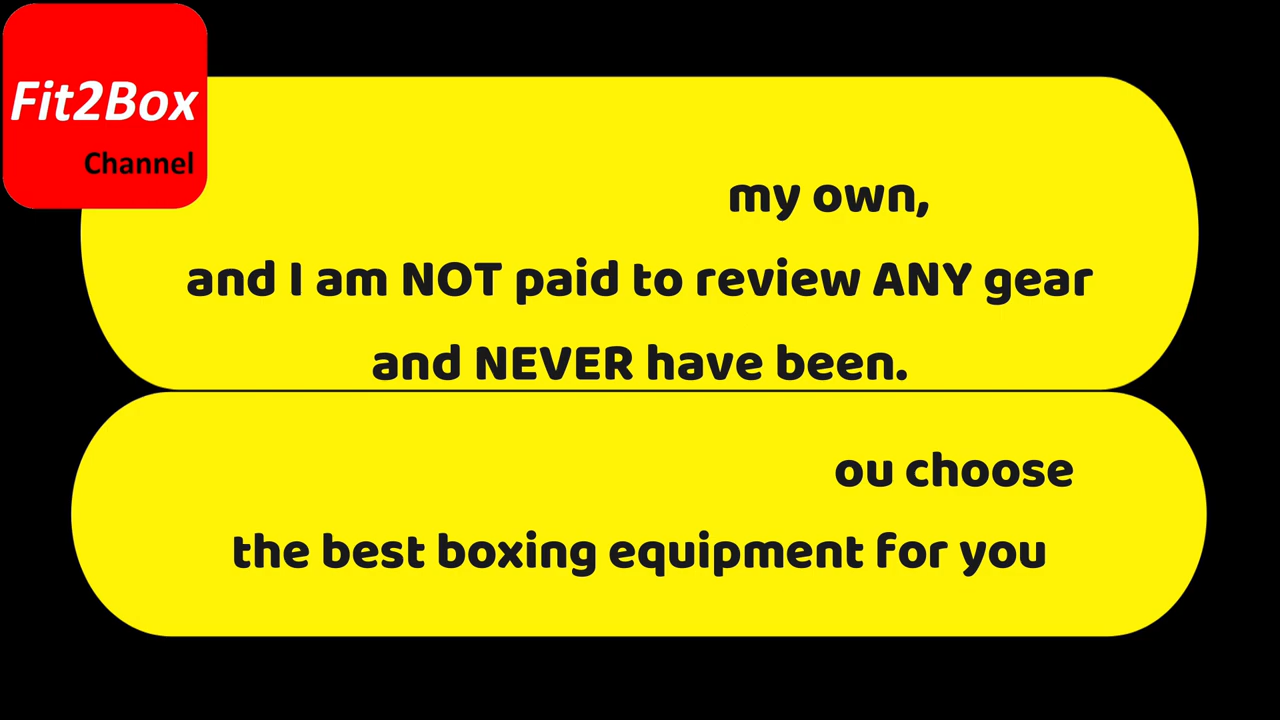 Fit2Box
Channel
my own,
and I am NOT paid to review ANY gear
and NEVER have been.
ou choose
the best boxing equipment for you